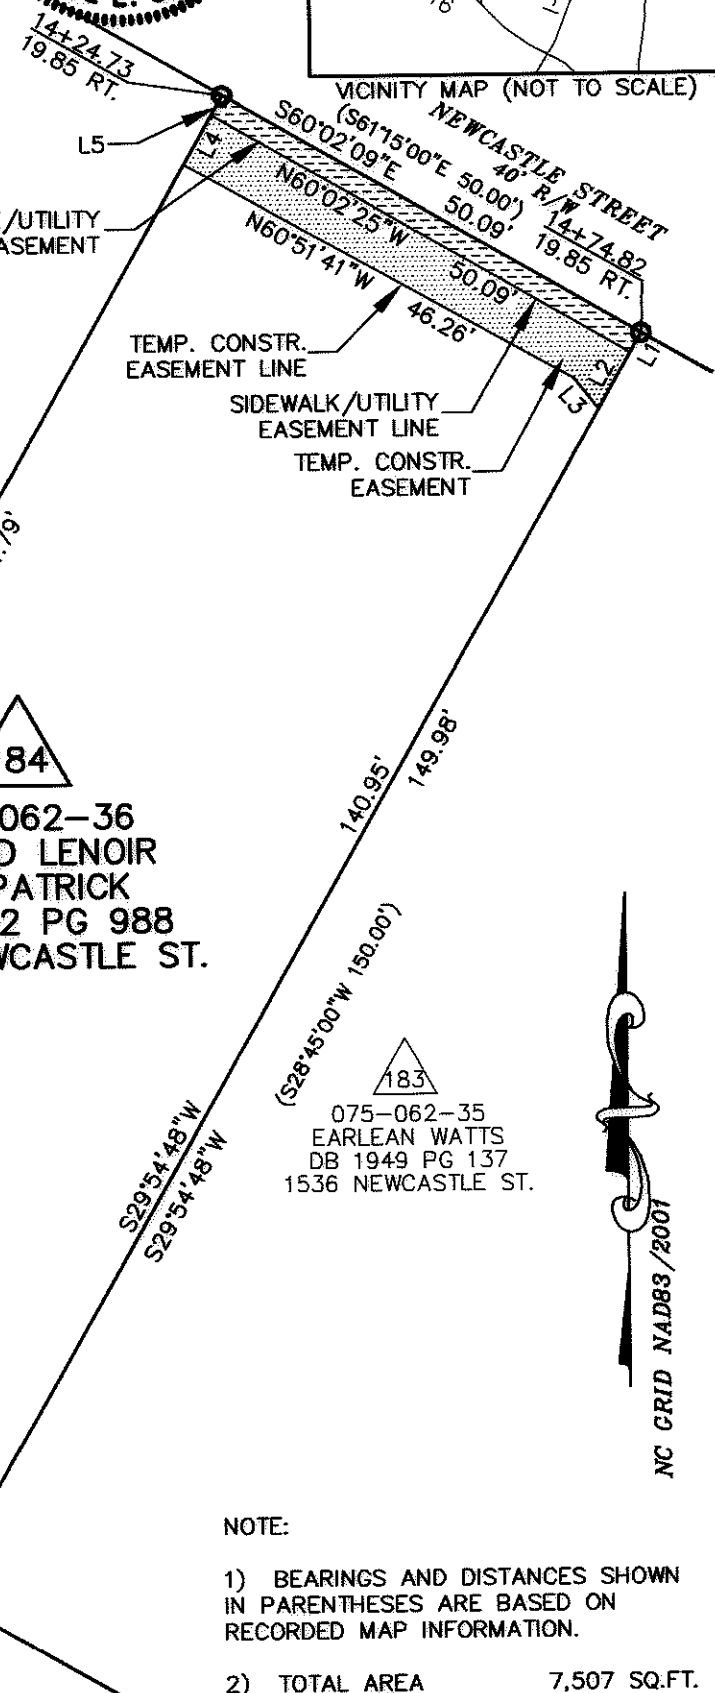 14+24.73
19.85 RT.
VICINITY MAP (NOT TO SCALE)
NEWCASTLE STREET
40' R/W
(S61°15'00"E 50.00')
S60°02'09"E 50.09'
14+74.82
19.85 RT.
L5
L4
N60°02'25"W 50.09'
N60°51'41"W 46.26'
/UTILITY
L1
L2
L3
TEMP. CONSTR.
EASEMENT LINE
SIDEWALK/UTILITY
EASEMENT LINE
TEMP. CONSTR.
EASEMENT
140.95'
149.98'
84
062-36
LENOIR
PG 988
ST.
(S28°45'00"W 150.00')
183
075-062-35
EARLEAN WATTS
DB 1949 PG 137
1536 NEWCASTLE ST.
S29°54'48"W
S29°54'48"W
NC GRID NAD83/2001
NOTE:
1) BEARINGS AND DISTANCES SHOWN
IN PARENTHESES ARE BASED ON
RECORDED MAP INFORMATION.
2) TOTAL AREA 7,507 SQ.FT.